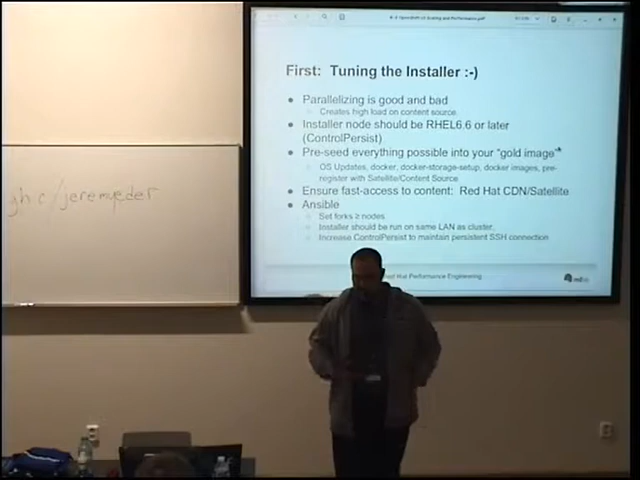 First: Tuning the Installer :-)
• Parallelizing is good and bad
◦ Creates high load on content source.
• Installer node should be RHEL6.6 or later
(ControlPersist)
• Pre-seed everything possible into your "gold image"
◦ OS Updates, docker, docker-storage-setup, docker images, pre-
register with Satellite/Content Source
• Ensure fast-access to content: Red Hat CDN/Satellite
• Ansible
◦ Set forks ≥ nodes
◦ Installer should be run on same LAN as cluster.
◦ Increase ControlPersist to maintain persistent SSH connection
Red Hat Performance Engineering
/jeremyeder